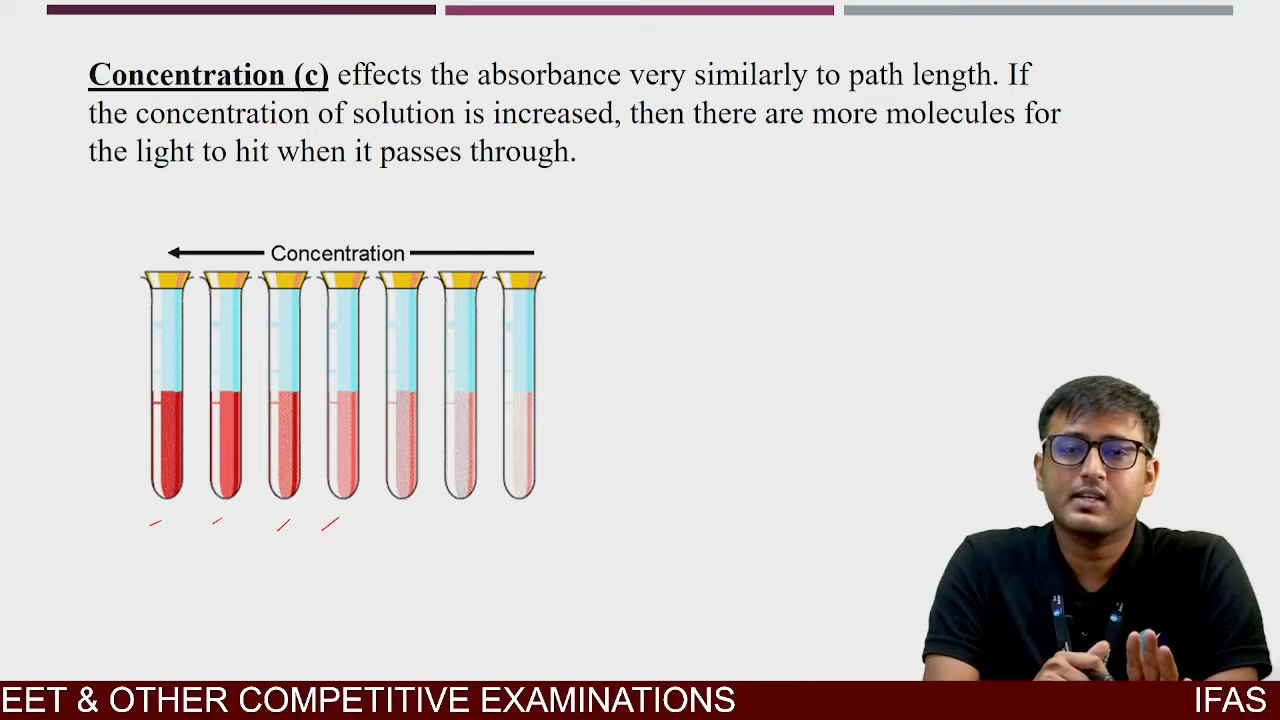 Concentration (c) effects the absorbance very similarly to path length. If
the concentration of solution is increased, then there are more molecules for
the light to hit when it passes through.
Concentration
EET & OTHER COMPETITIVE EXAMINATIONS
IFAS